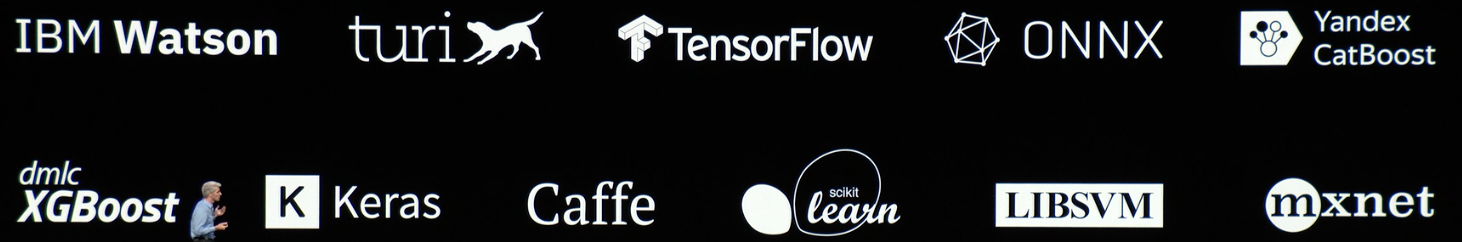 IBM Watson
turi
TensorFlow
ONNX
Yandex
CatBoost
dmlc
XGBoost
K Keras
Caffe
scikit
learn
LIBSVM
mxnet